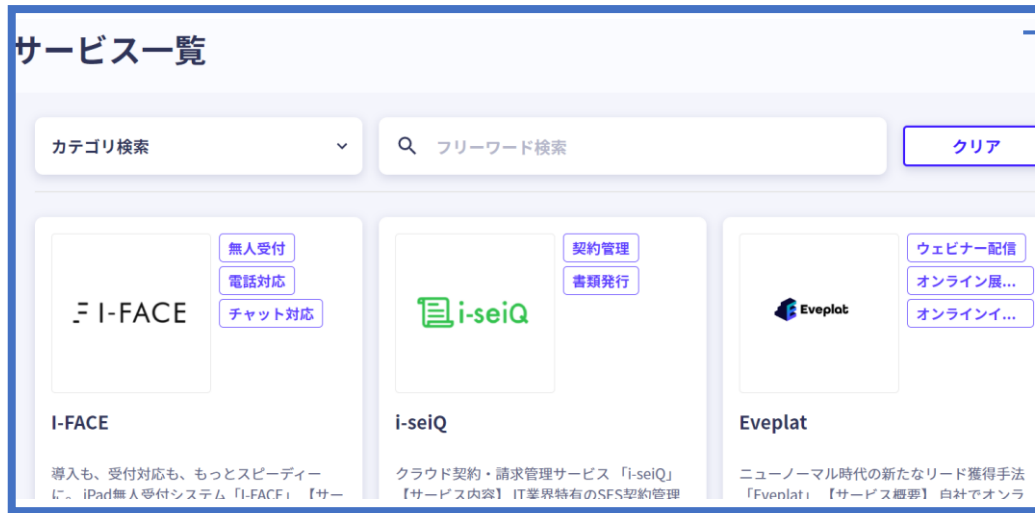 サービス一覧
カテゴリ検索
フリーワード検索
クリア
I-FACE
無人受付
電話対応
チャット対応
I-FACE
導入も、受付対応も、もっとスピーディー
に。 iPad無人受付システム「I-FACE」 【サー
i-seiQ
契約管理
書類発行
i-seiQ
クラウド契約・請求管理サービス 「i-seiQ」
【サービス内容】 IT業界特有のSES契約管理
Eveplat
ウェビナー配信
オンライン展...
オンラインイ...
Eveplat
ニューノーマル時代の新たなリード獲得手法
「Eveplat」 【サービス概要】 自社でオンラ